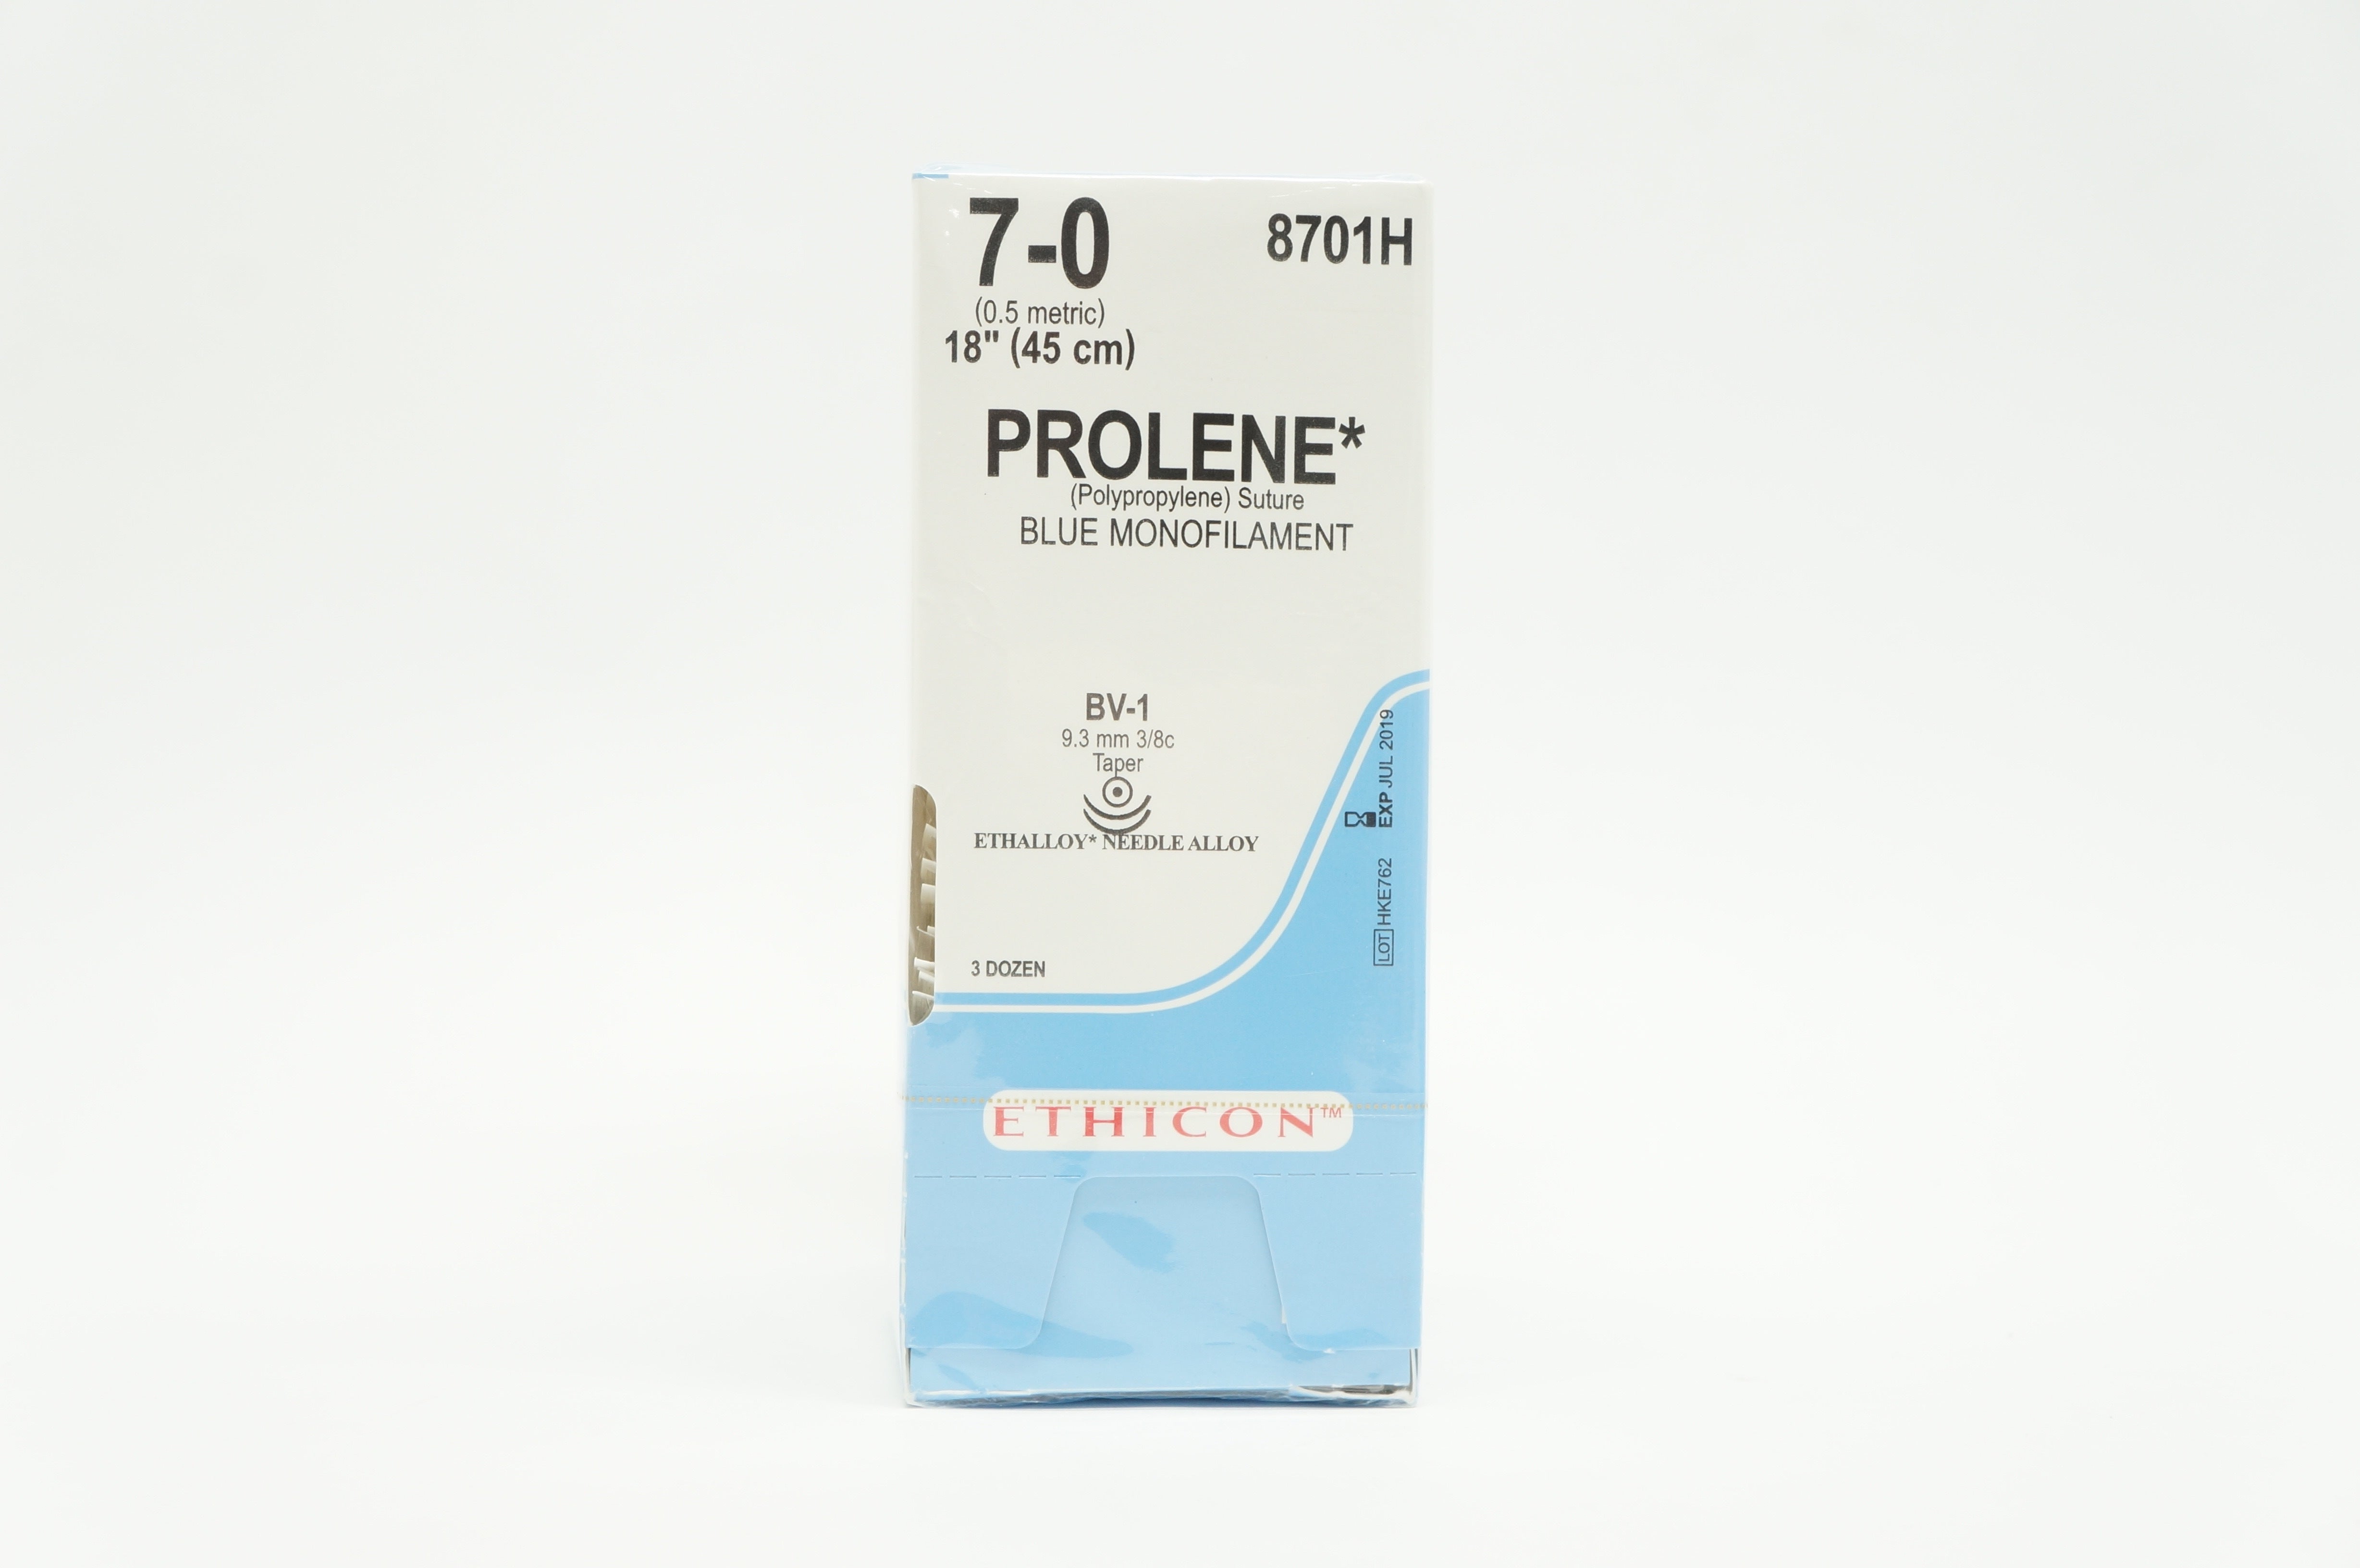 7-0
8701H
(0.5 metric)
18" (45 cm)
PROLENE*
(Polypropylene) Suture
BLUE MONOFILAMENT
BV-1
9.3 mm 3/8c
Taper
ETHALLOY* NEEDLE ALLOY
3 DOZEN
EXP JUL 2019
LOT HKE762
ETHICON™